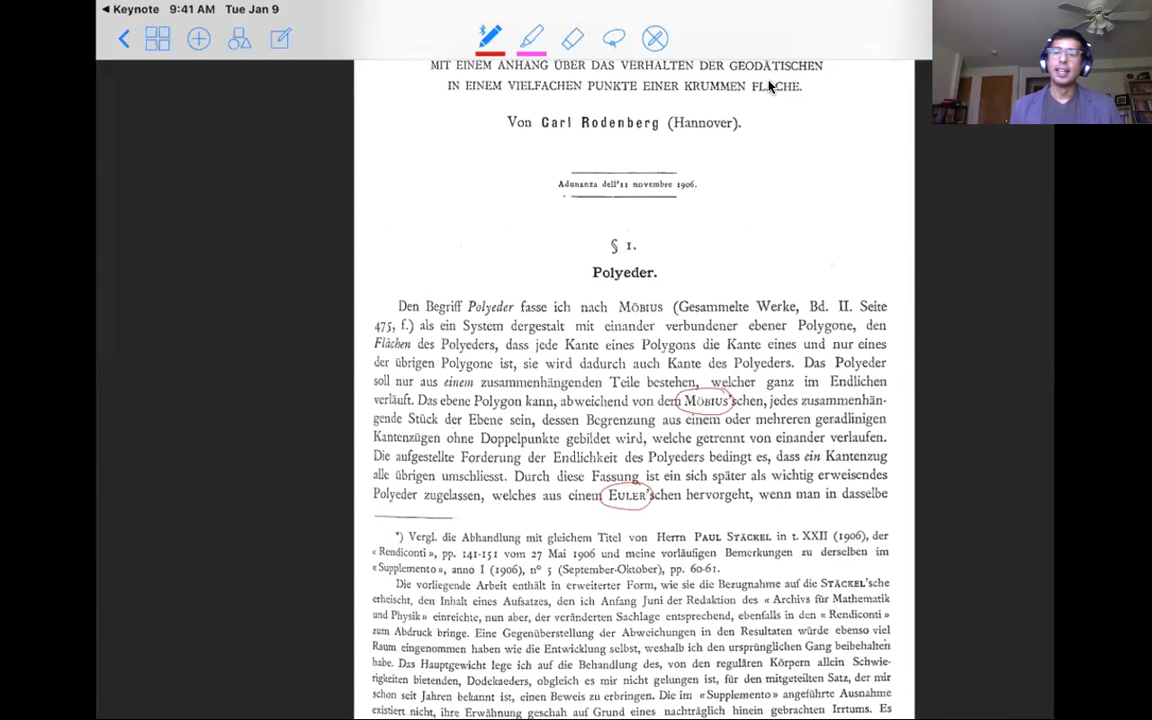 Keynote 9:41 AM Tue Jan 9
MIT EINEM ANHANG ÜBER DAS VERHALTEN DER GEODÄTISCHEN
IN EINEM VIELFACHEN PUNKTE EINER KRUMMEN FLÄCHE.
Von Carl Rodenberg (Hannover).
Adunanza dell'11 novembre 1906.
§ 1.
Polyeder.
Den Begriff Polyeder fasse ich nach MÖBIUS (Gesammelte Werke, Bd. II. Seite
475, f.) als ein System dergestalt mit einander verbundener ebener Polygone, den
Flächen des Polyeders, dass jede Kante eines Polygons die Kante eines und nur eines
der übrigen Polygone ist, sie wird dadurch auch Kante des Polyeders. Das Polyeder
soll nur aus einem zusammenhängenden Teile bestehen, welcher ganz im Endlichen
verläuft. Das ebene Polygon kann, abweichend von dem MÖBIUS'schen, jedes zusammenhän-
gende Stück der Ebene sein, dessen Begrenzung aus einem oder mehreren geradlinigen
Kantenzügen ohne Doppelpunkte gebildet wird, welche getrennt von einander verlaufen.
Die aufgestellte Forderung der Endlichkeit des Polyeders bedingt es, dass ein Kantenzug
alle übrigen umschliesst. Durch diese Fassung ist ein sich später als wichtig erweisendes
Polyeder zugelassen, welches aus einem EULER'schen hervorgeht, wenn man in dasselbe
*) Vergl. die Abhandlung mit gleichem Titel von Herrn PAUL STÄCKEL in t. XXII (1906), der
« Rendiconti », pp. 141-151 vom 27 Mai 1906 und meine vorläufigen Bemerkungen zu derselben im
« Supplemento », anno I (1906), n° 5 (September-Oktober), pp. 60-61.
Die vorliegende Arbeit enthält in erweiterter Form, wie sie die Bezugnahme auf die STÄCKEL'sche
erheischt, den Inhalt eines Aufsatzes, den ich Anfang Juni der Redaktion des « Archivs für Mathematik
und Physik » einreichte, nun aber, der veränderten Sachlage entsprechend, ebenfalls in den « Rendiconti »
zum Abdruck bringe. Eine Gegenüberstellung der Abweichungen in den Resultaten würde ebenso viel
Raum eingenommen haben wie die Entwicklung selbst, weshalb ich den ursprünglichen Gang beibehalten
habe. Das Hauptgewicht lege ich auf die Behandlung des, von den regulären Körpern allein Schwie-
rigkeiten bietenden, Dodekaeders, obgleich es mir nicht gelungen ist, für den mitgeteilten Satz, der mir
schon seit Jahren bekannt ist, einen Beweis zu erbringen. Die im « Supplemento » angeführte Ausnahme
existiert nicht, ihre Erwähnung geschah auf Grund eines nachträglich hinein gebrachten Irrtums. Es